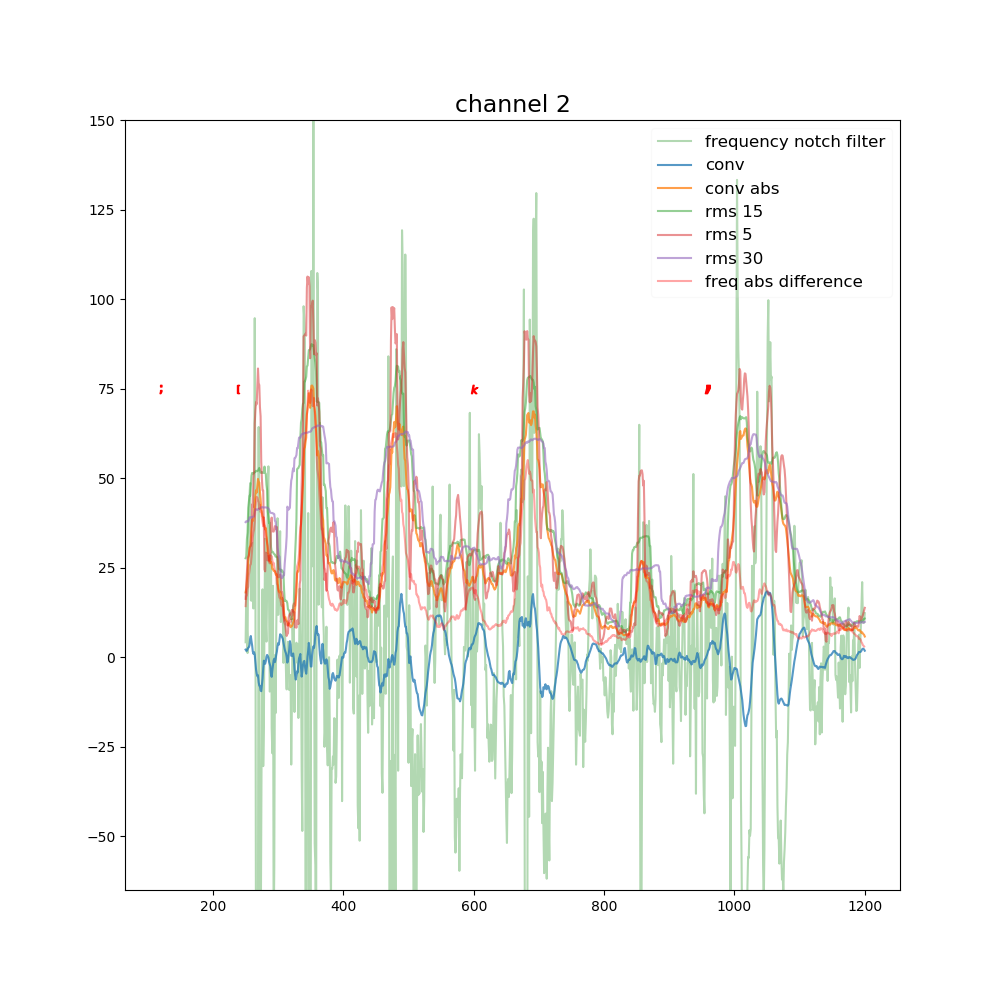 channel 2
150
125
100
75
50
25
0
−25
−50
frequency notch filter
conv
conv abs
rms 15
rms 5
rms 30
freq abs difference
; [ k
200 400 600 800 1000 1200